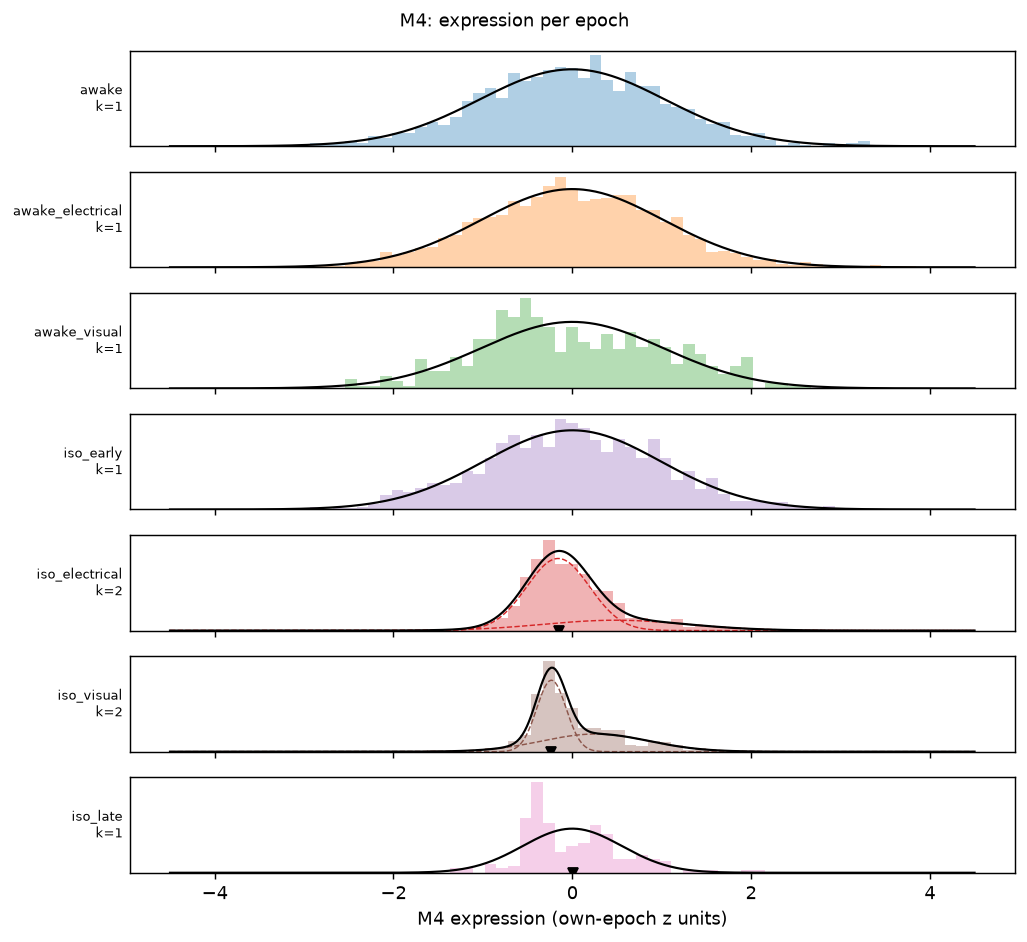 M4: expression per epoch
awake
k=1
awake_electrical
k=1
awake_visual
k=1
iso_early
k=1
iso_electrical
k=2
iso_visual
k=2
iso_late
k=1
−4 −2 0 2 4
M4 expression (own-epoch z units)